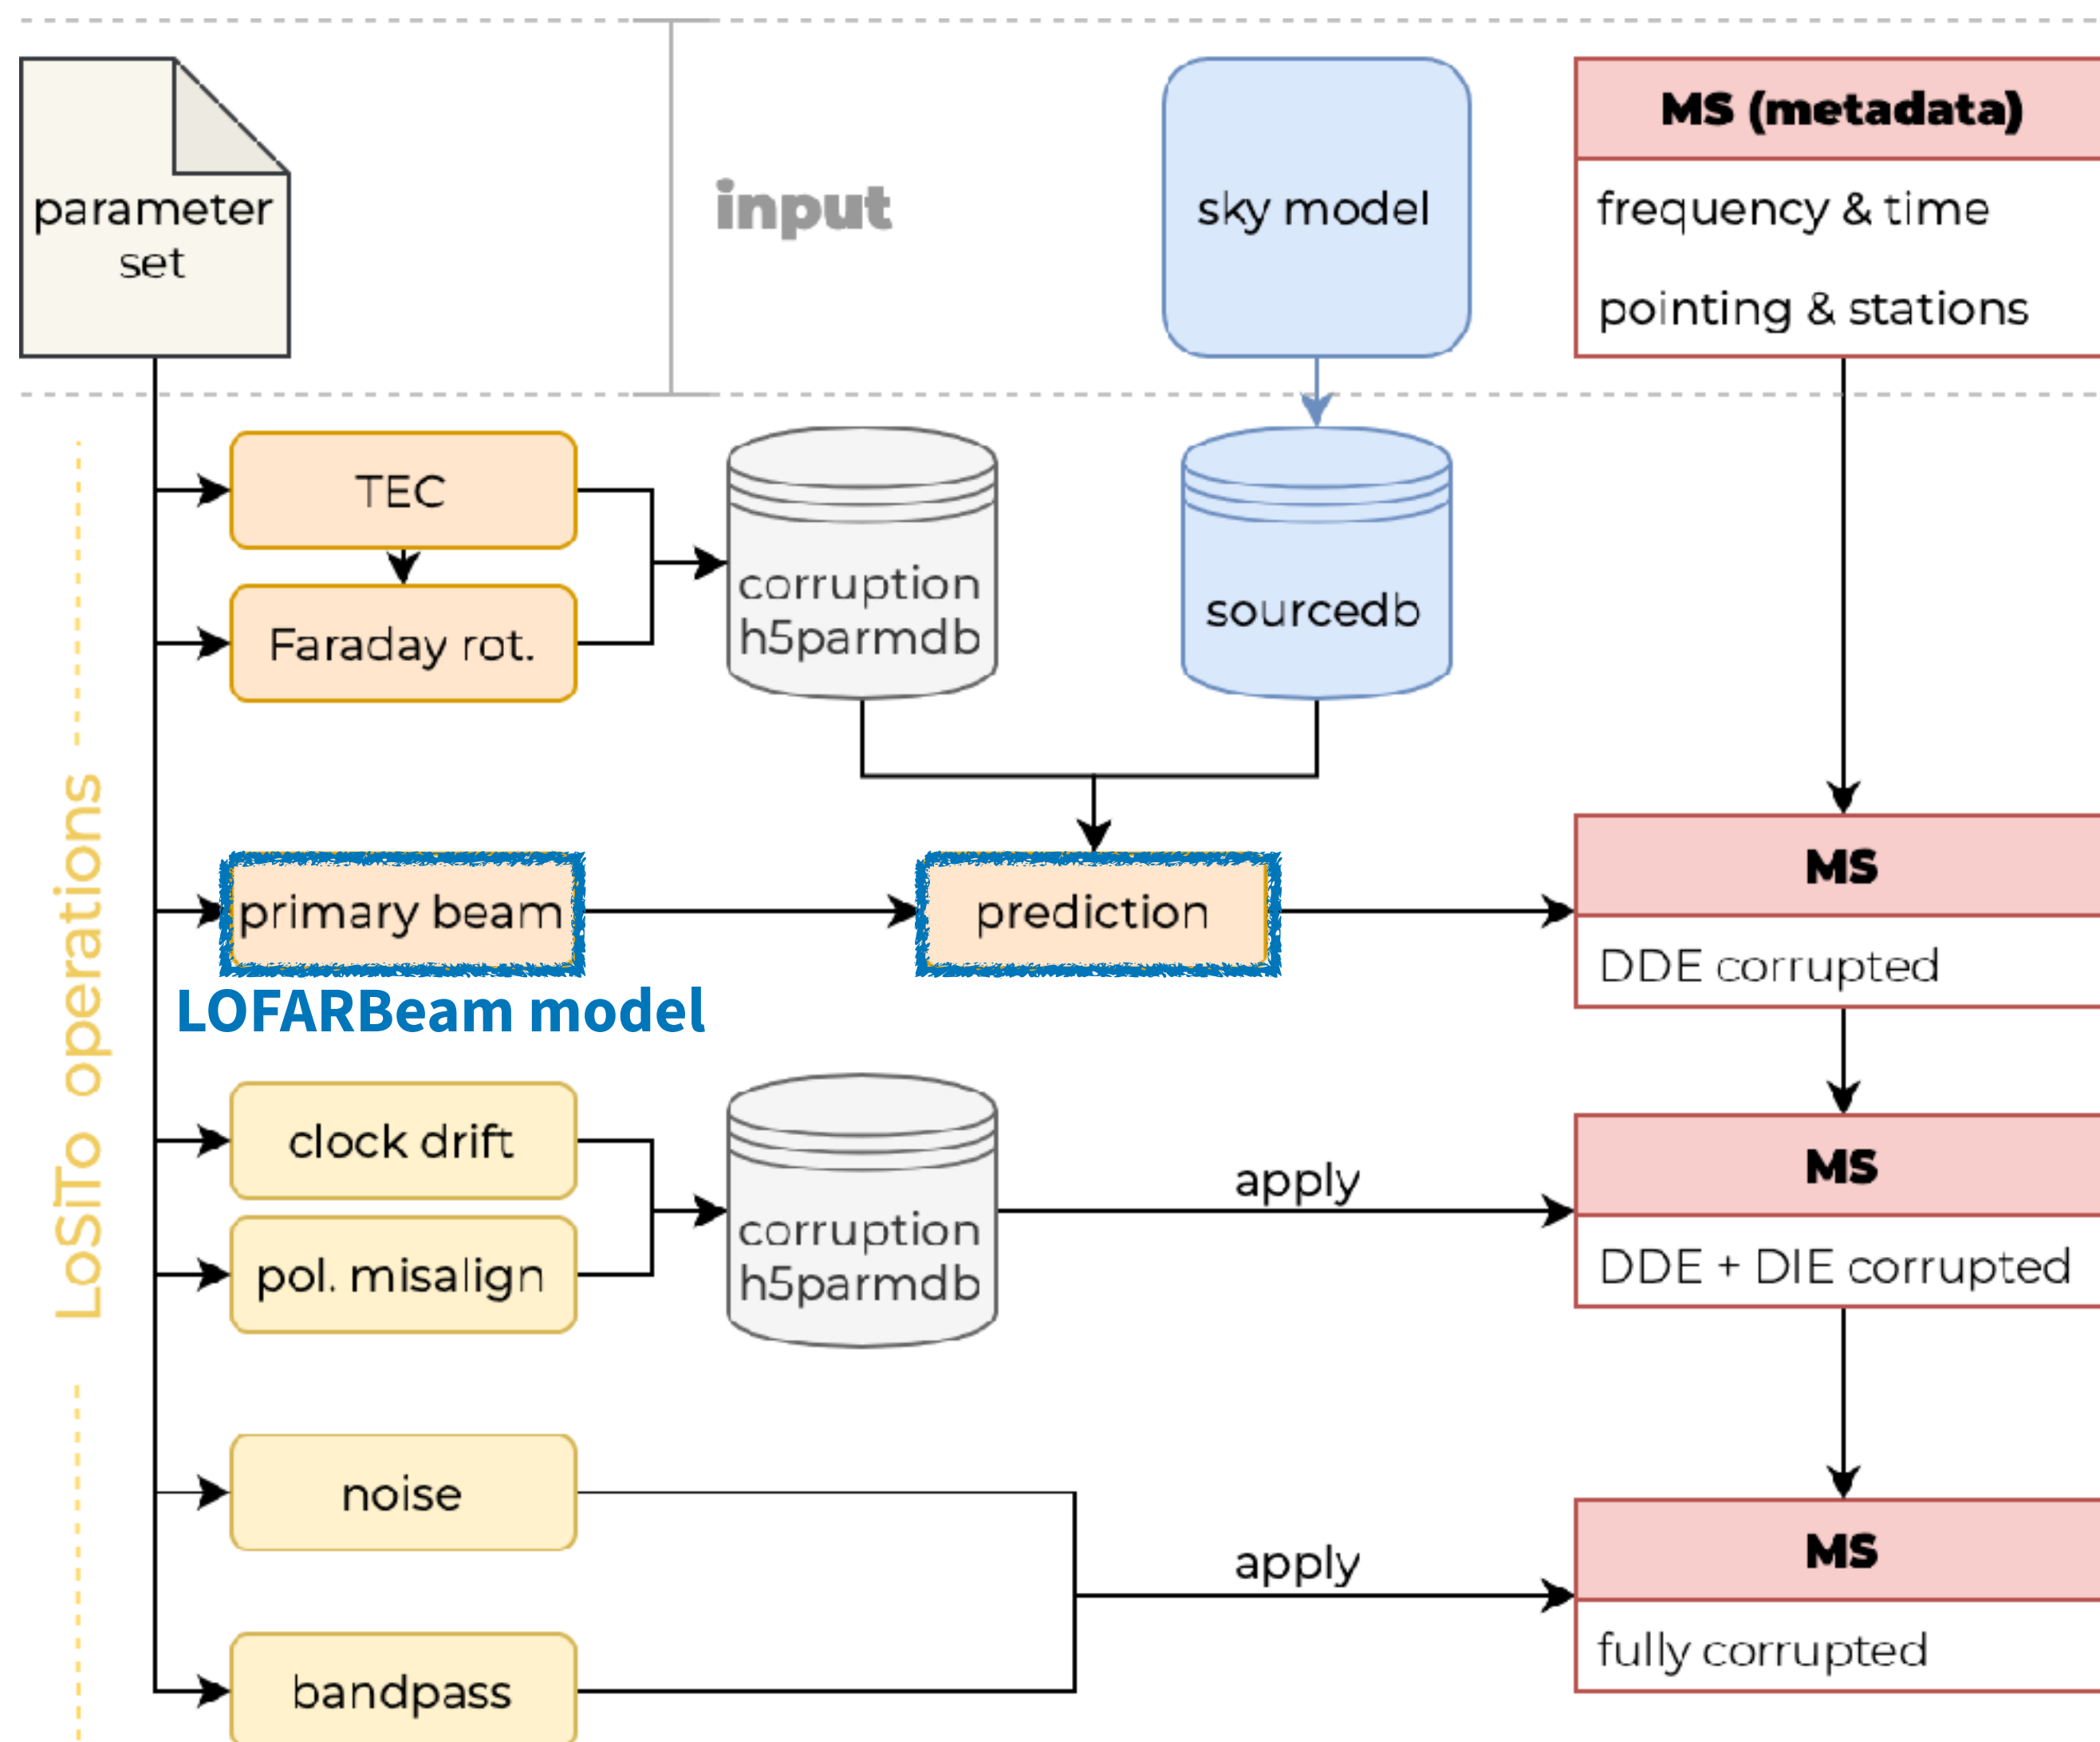 parameter
set
input
sky model
MS (metadata)
frequency & time
pointing & stations
TEC
Faraday rot.
corruption
h5parmdb
sourcedb
LoSiTo operations
primary beam
prediction
MS
DDE corrupted
LOFARBeam model
clock drift
pol. misalign
corruption
h5parmdb
apply
MS
DDE + DIE corrupted
noise
bandpass
apply
MS
fully corrupted